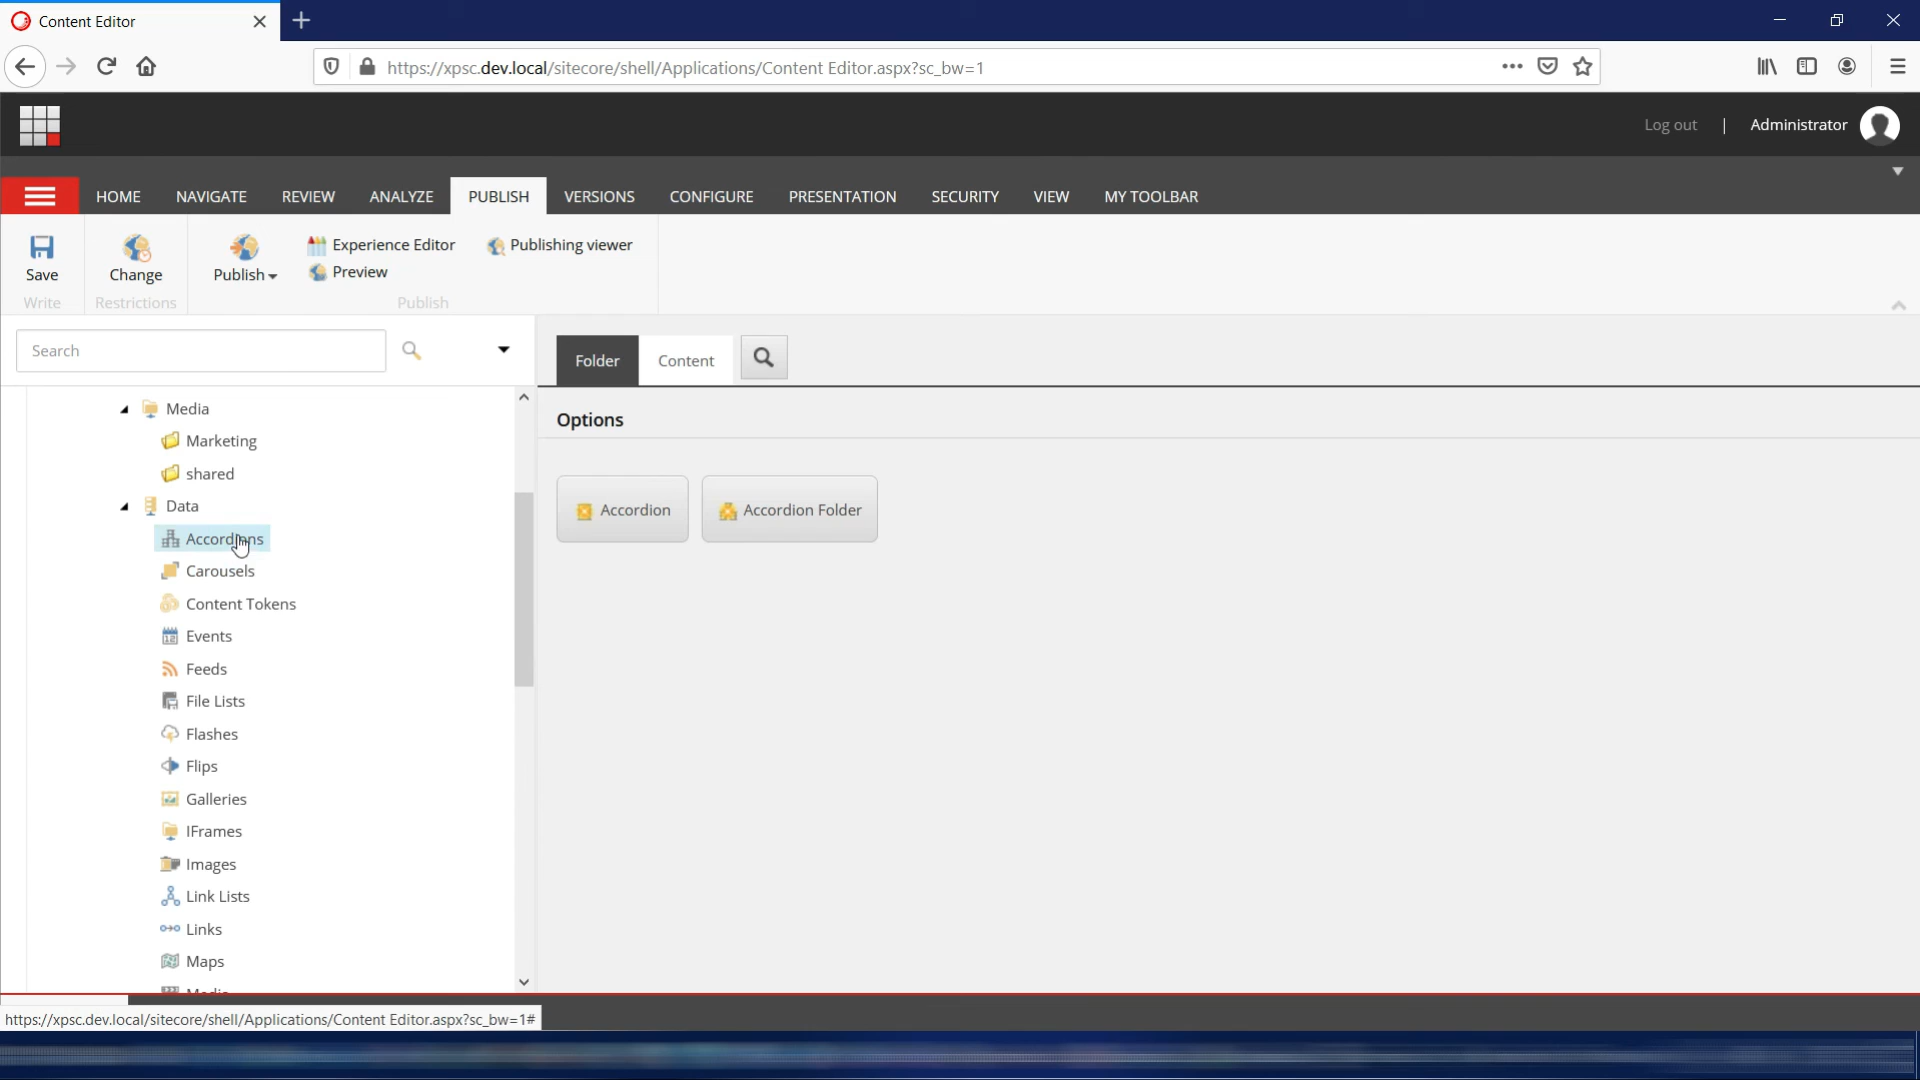 Content Editor
https://xpsc.dev.local/sitecore/shell/Applications/Content Editor.aspx?sc_bw=1
Log out | Administrator
HOME NAVIGATE REVIEW ANALYZE PUBLISH VERSIONS CONFIGURE PRESENTATION SECURITY VIEW MY TOOLBAR
Experience Editor Publishing viewer
Save Change Publish Preview
Write Restrictions Publish
Search
Folder Content
Media
Options
Marketing
shared
Data
Accordion Accordion Folder
Accordions
Carousels
Content Tokens
12 Events
Feeds
File Lists
Flashes
Flips
Galleries
IFrames
Images
Link Lists
Links
Maps
Media
https://xpsc.dev.local/sitecore/shell/Applications/Content Editor.aspx?sc_bw=1#